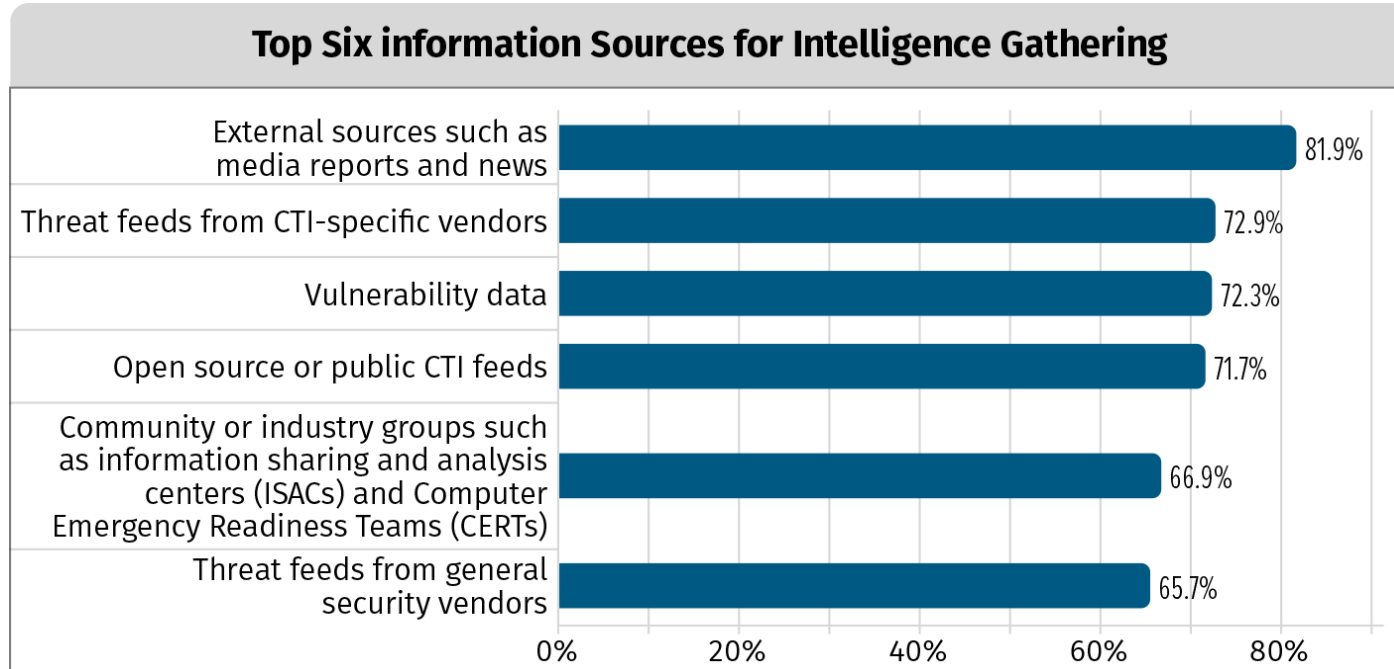 Top Six information Sources for Intelligence Gathering
External sources such as
media reports and news
81.9%
Threat feeds from CTI-specific vendors
72.9%
Vulnerability data
72.3%
Open source or public CTI feeds
71.7%
Community or industry groups such
as information sharing and analysis
centers (ISACs) and Computer
Emergency Readiness Teams (CERTs)
66.9%
Threat feeds from general
security vendors
65.7%
0% 20% 40% 60% 80%